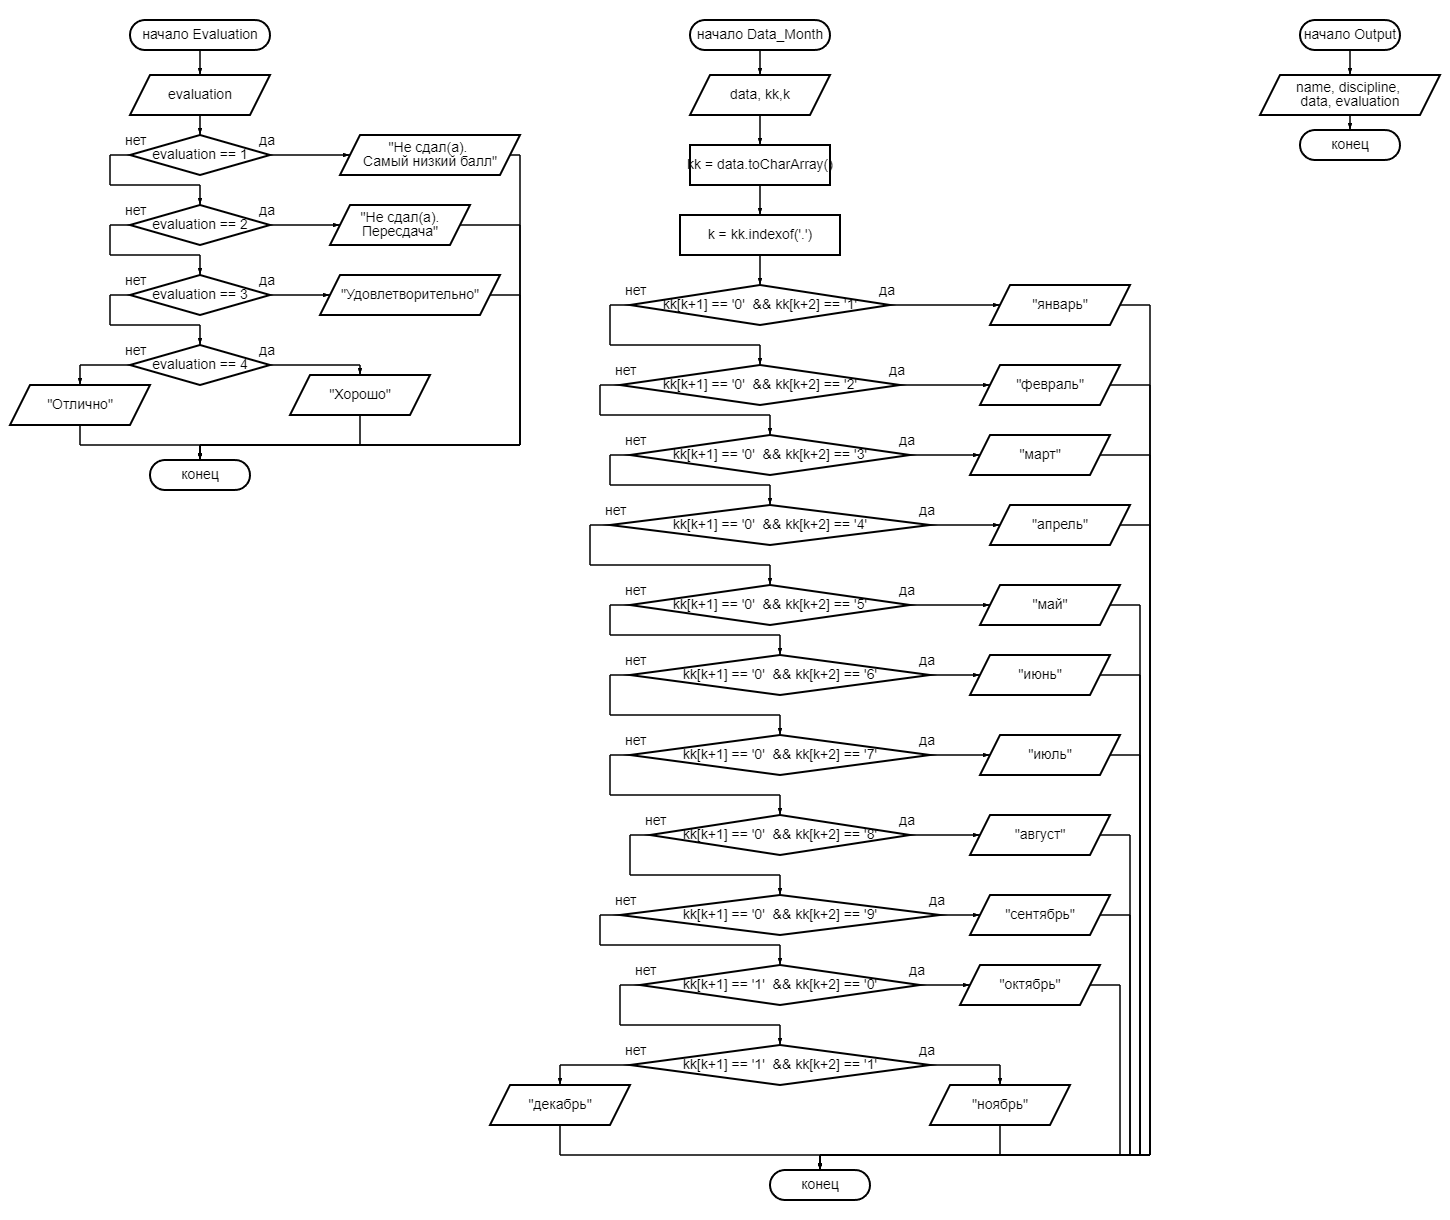 начало Evaluation
evaluation
нет
да
evaluation == 1
"Не сдал(а).
Самый низкий балл"
нет
да
evaluation == 2
"Не сдал(а).
Пересдача"
нет
да
evaluation == 3
"Удовлетворительно"
нет
да
evaluation == 4
"Отлично"
"Хорошо"
конец
начало Data_Month
data, kk,k
kk = data.toCharArray()
k = kk.indexof('.')
нет
да
kk[k+1] == '0' && kk[k+2] == '1'
"январь"
нет
да
kk[k+1] == '0' && kk[k+2] == '2'
"февраль"
нет
да
kk[k+1] == '0' && kk[k+2] == '3'
"март"
нет
да
kk[k+1] == '0' && kk[k+2] == '4'
"апрель"
нет
да
kk[k+1] == '0' && kk[k+2] == '5'
"май"
нет
да
kk[k+1] == '0' && kk[k+2] == '6'
"июнь"
нет
да
kk[k+1] == '0' && kk[k+2] == '7'
"июль"
нет
да
kk[k+1] == '0' && kk[k+2] == '8'
"август"
нет
да
kk[k+1] == '0' && kk[k+2] == '9'
"сентябрь"
нет
да
kk[k+1] == '1' && kk[k+2] == '0'
"октябрь"
нет
да
kk[k+1] == '1' && kk[k+2] == '1'
"декабрь"
"ноябрь"
конец
начало Output
name, discipline,
data, evaluation
конец